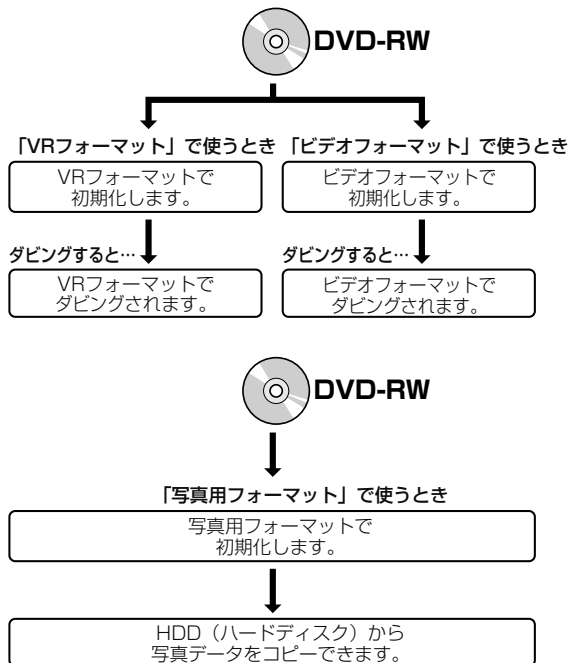 DVD-RW
「VRフォーマット」で使うとき
VRフォーマットで
初期化します。
ダビングすると…
VRフォーマットで
ダビングされます。
「ビデオフォーマット」で使うとき
ビデオフォーマットで
初期化します。
ダビングすると…
ビデオフォーマットで
ダビングされます。
DVD-RW
「写真用フォーマット」で使うとき
写真用フォーマットで
初期化します。
HDD（ハードディスク）から
写真データをコピーできます。